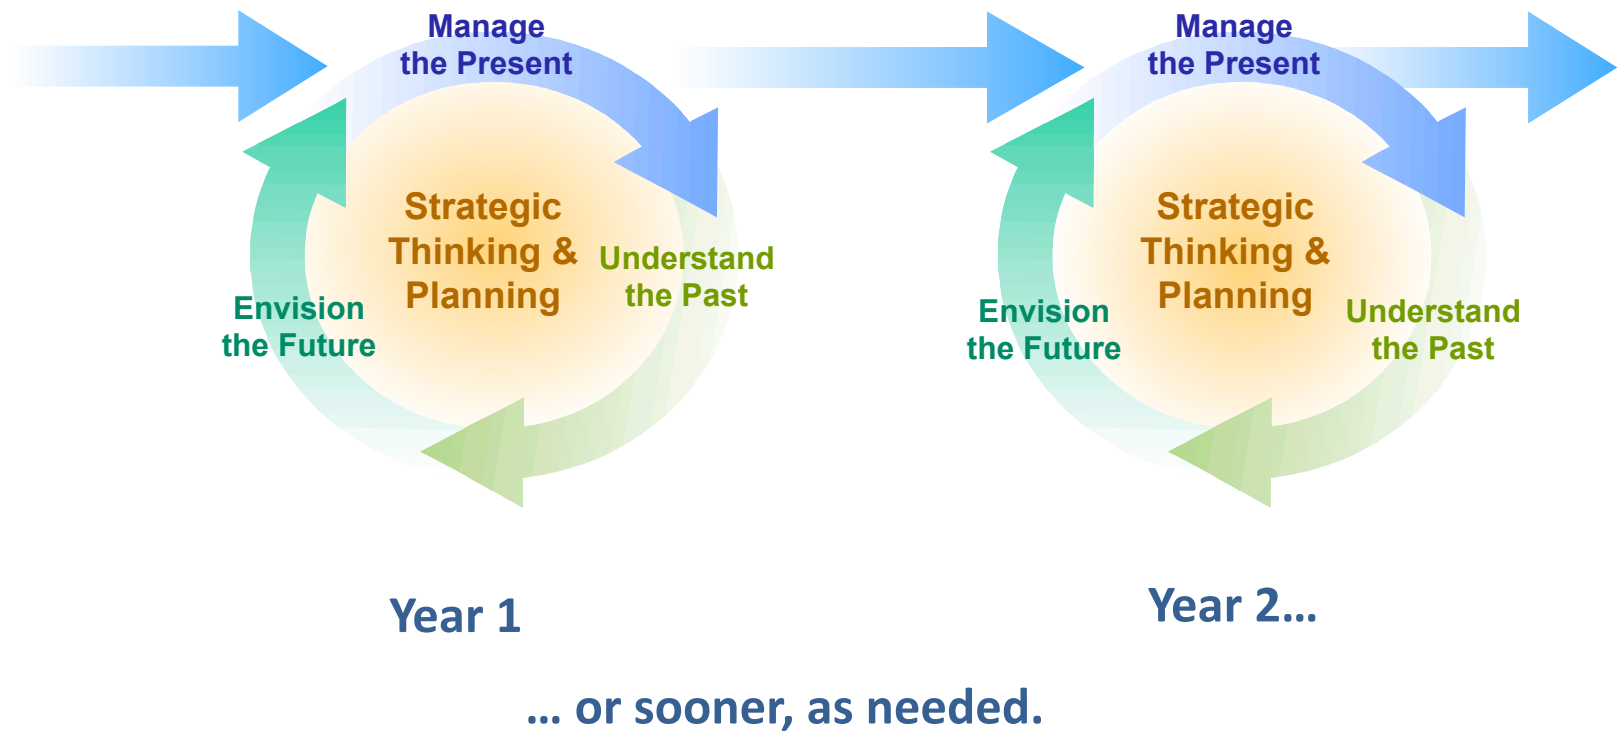 Manage
the Present
Strategic
Thinking &
Planning
Understand
the Past
Envision
the Future
Year 1
Manage
the Present
Strategic
Thinking &
Planning
Understand
the Past
Envision
the Future
Year 2...
... or sooner, as needed.